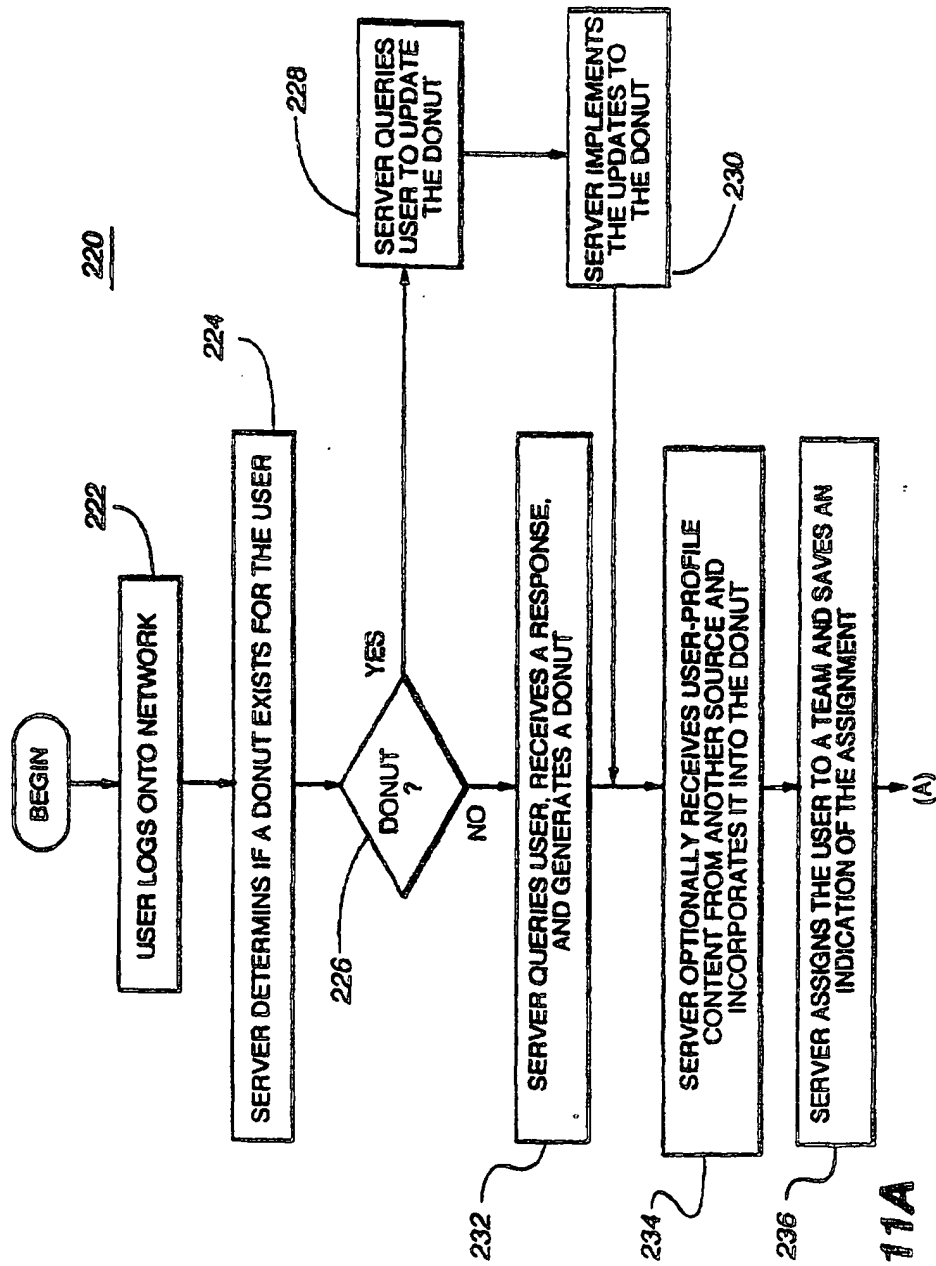 220
BEGIN
222
USER LOGS ONTO NETWORK
224
SERVER DETERMINS IF A DONUT EXISTS FOR THE USER
226
DONUT
?
YES
NO
228
SERVER QUERIES
USER TO UPDATE
THE DONUT
SERVER IMPLEMENTS
THE UPDATES TO
THE DONUT
230
232
SERVER QUERIES USER, RECEIVES A RESPONSE,
AND GENERATES A DONUT
234
SERVER OPTIONALLY RECEIVES USER-PROFILE
CONTENT FROM ANOTHER SOURCE AND
INCORPORATES IT INTO THE DONUT
236
SERVER ASSIGNS THE USER TO A TEAM AND SAVES AN
INDICATION OF THE ASSIGNMENT
(A)
11A